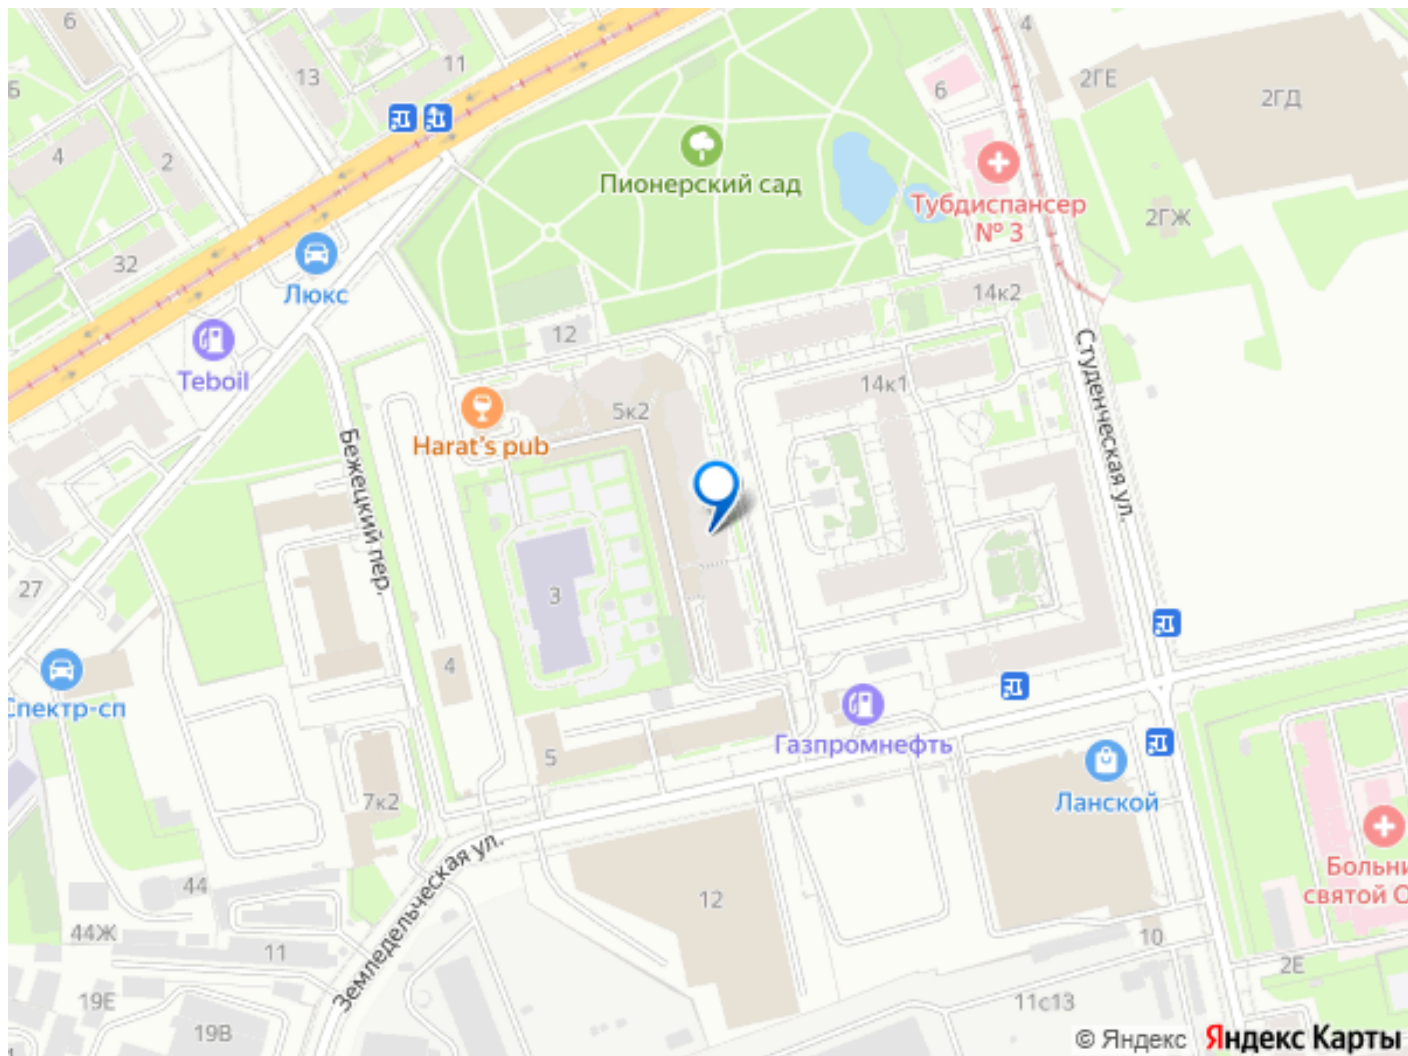 6
4
13
11
6
2ГЕ
2ГД
5
4
2
Пионерский сад
Тубдиспансер
№ 3
2ГЖ
32
Люкс
14к2
12
Teboil
14к1
Студенческая ул.
5к2
Harat's pub
Бежецкий пер.
27
3
4
Спектр-сп
Газпромнефть
5
7к2
Ланской
Земледельческая ул.
44
12
Больни
святой О
44Ж
11
10
2Е
19Е
19В
11с13
© Яндекс Яндекс Карты